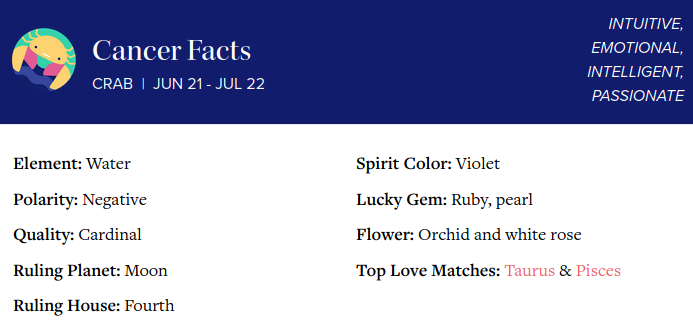 Cancer Facts
CRAB | JUN 21 - JUL 22
INTUITIVE,
EMOTIONAL,
INTELLIGENT,
PASSIONATE
Element: Water
Polarity: Negative
Quality: Cardinal
Ruling Planet: Moon
Ruling House: Fourth
Spirit Color: Violet
Lucky Gem: Ruby, pearl
Flower: Orchid and white rose
Top Love Matches: Taurus & Pisces